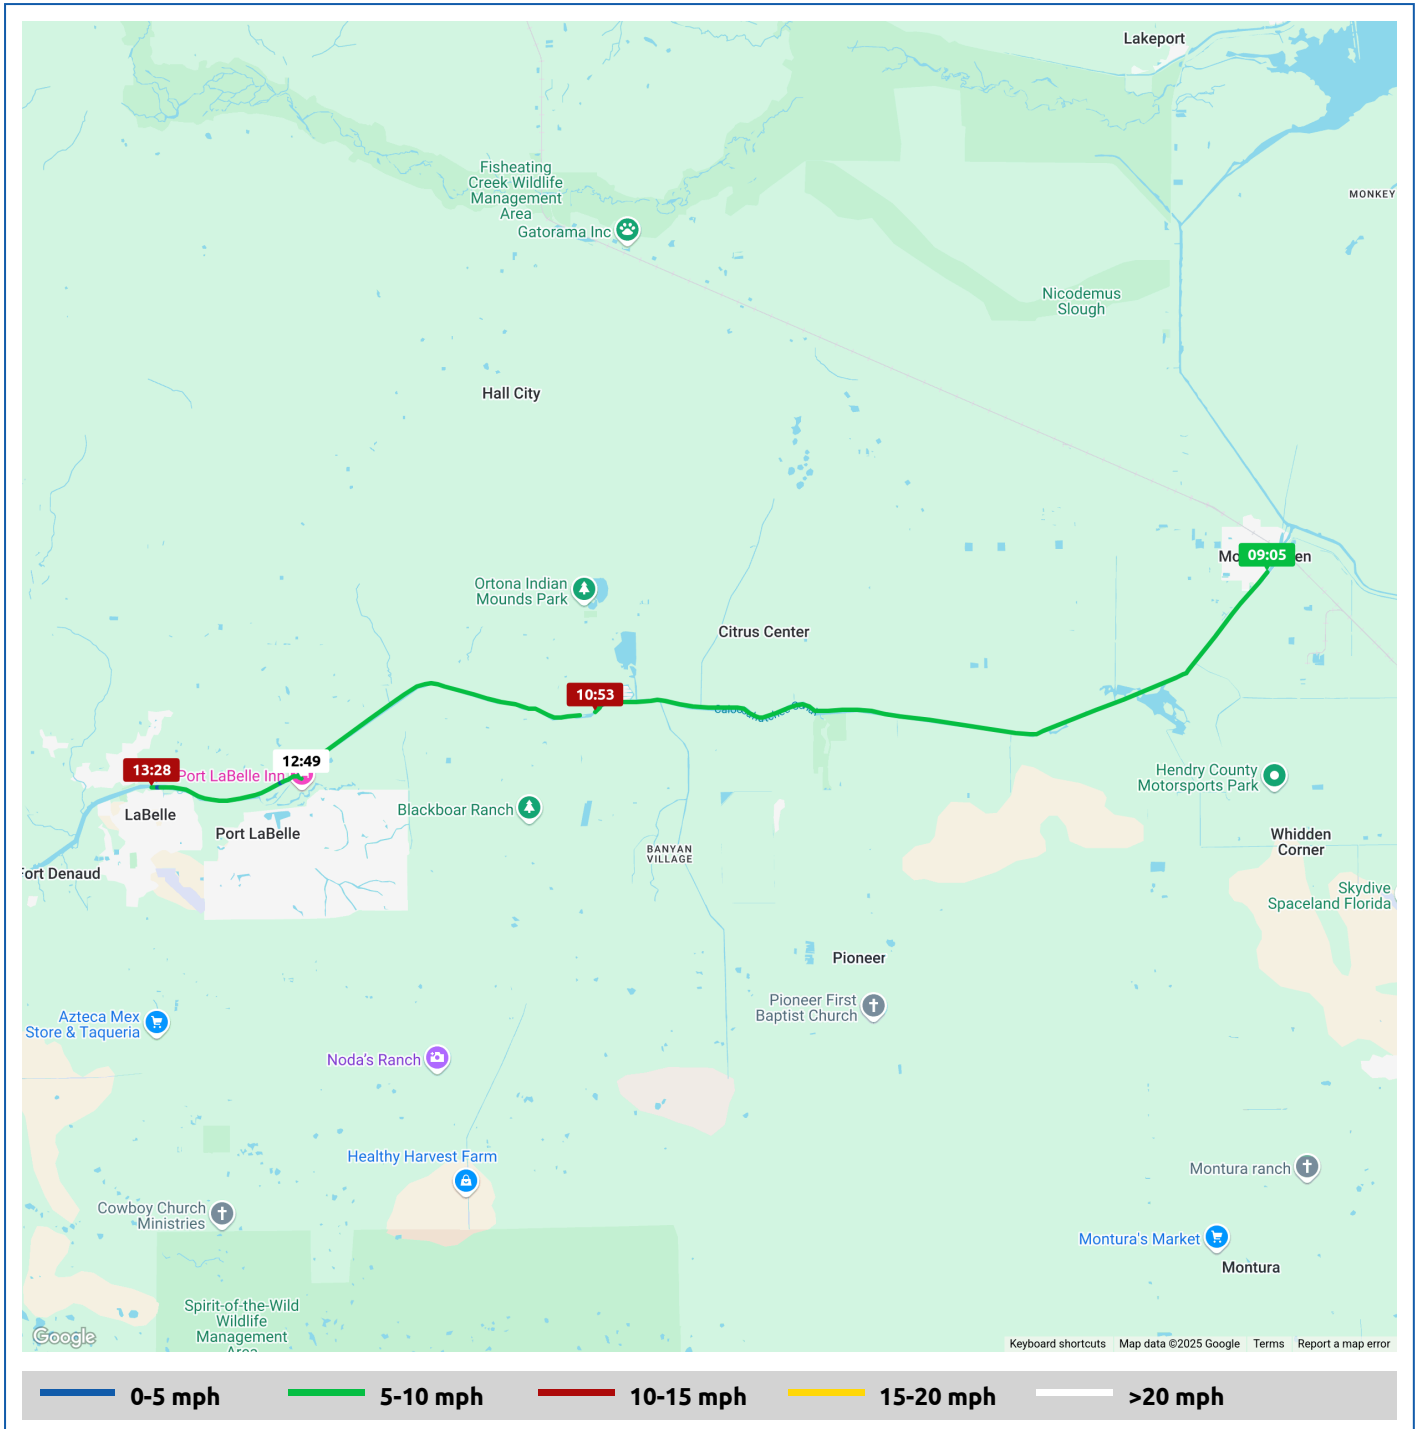 Lakeport
MONKEY
Fisheating
Creek Wildlife
Management
Area
Gatorama Inc
Nicodemus
Slough
Hall City
09:05
Ortona Indian
Mounds Park
Citrus Center
10:53
12:49
13:28
Port LaBelle Inn
Hendry County
Motorsports Park
LaBelle
Port LaBelle
Blackboar Ranch
BANYAN
VILLAGE
Whidden
Corner
Fort Denaud
Skydive
Spaceland Florida
Pioneer
Pioneer First
Baptist Church
Azteca Mex
Store & Taqueria
Noda's Ranch
Healthy Harvest Farm
Montura ranch
Cowboy Church
Ministries
Montura's Market
Montura
Spirit-of-the-Wild
Wildlife
Management
Area
Google
Keyboard shortcuts Map data ©2025 Google Terms Report a map error
0-5 mph 5-10 mph 10-15 mph 15-20 mph >20 mph